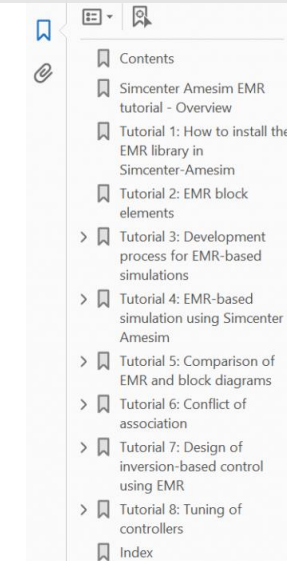 Contents
Simcenter Amesim EMR
tutorial - Overview
Tutorial 1: How to install the
EMR library in
Simcenter-Amesim
Tutorial 2: EMR block
elements
Tutorial 3: Development
process for EMR-based
simulations
Tutorial 4: EMR-based
simulation using Simcenter
Amesim
Tutorial 5: Comparison of
EMR and block diagrams
Tutorial 6: Conflict of
association
Tutorial 7: Design of
inversion-based control
using EMR
Tutorial 8: Tuning of
controllers
Index